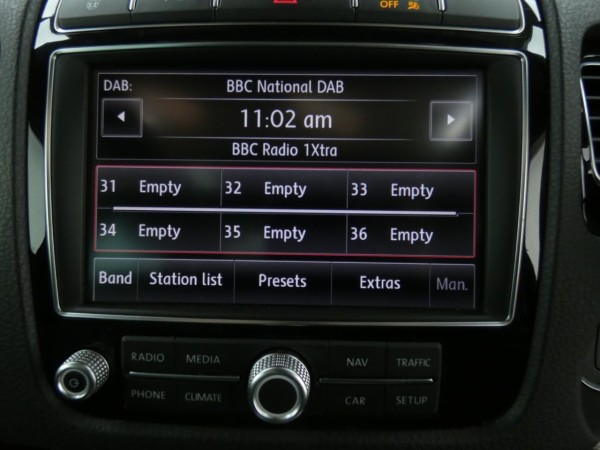 OFF
DAB: BBC National DAB
11:02 am
BBC Radio 1Xtra
31 Empty 32 Empty 33 Empty
34 Empty 35 Empty 36 Empty
Band Station list Presets Extras Man.
RADIO MEDIA NAV TRAFFIC
PHONE CLIMATE CAR SETUP